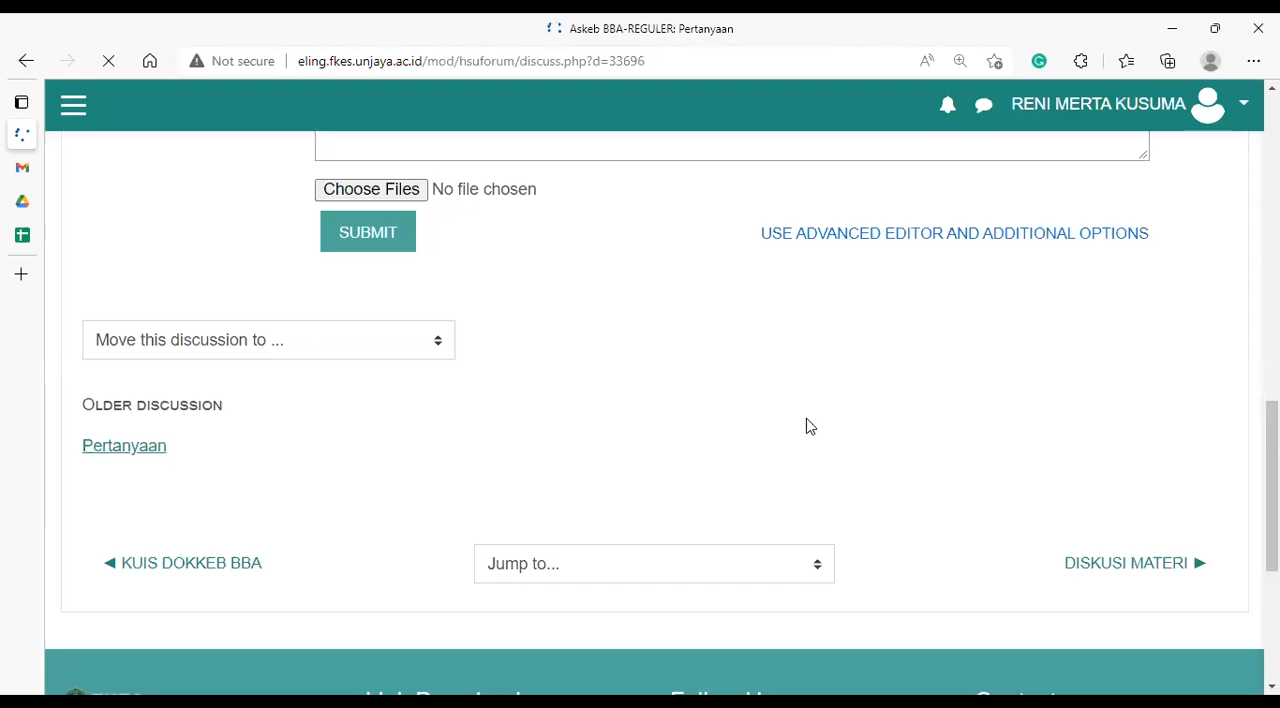 Askeb BBA-REGULER: Pertanyaan
Not secure
eling.fkes.unjaya.ac.id/mod/hsuforum/discuss.php?d=33696
RENI MERTA KUSUMA
Choose Files No file chosen
SUBMIT
USE ADVANCED EDITOR AND ADDITIONAL OPTIONS
Move this discussion to ...
OLDER DISCUSSION
Pertanyaan
◄ KUIS DOKKEB BBA
Jump to...
DISKUSI MATERI ►